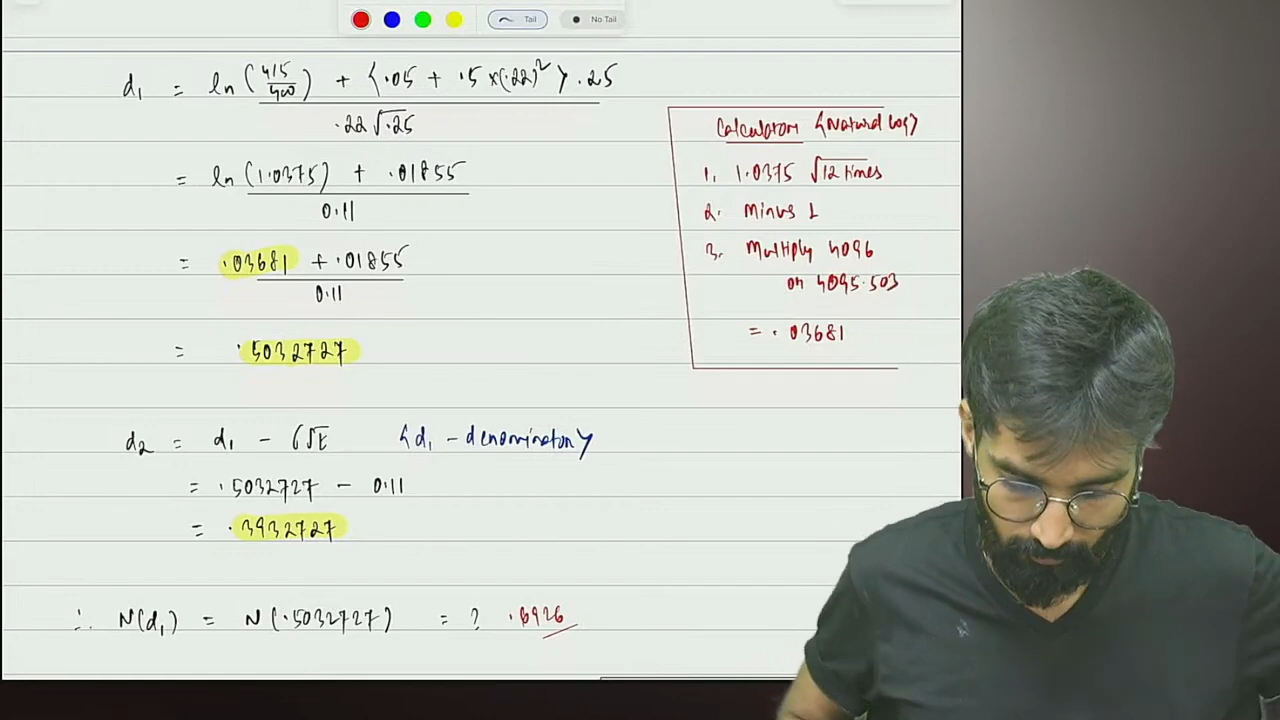 Tail No Tail
d₁ = ln(415/400) + {.05 + .5×(.22)²} .25
.22√.25
= ln(1.0375) + .01855
0.11
= .03681 + .01855
0.11
= .5032727
d₂ = d₁ - σ√t {d₁ - denominator}
= .5032727 - 0.11
= .3932727
∴ N(d₁) = N(.5032727) = ? .6926
Calculator {Natural log}
1. 1.0375 √12 times
2. Minus 1
3. Multiply 4096
or 4095.503
= .03681